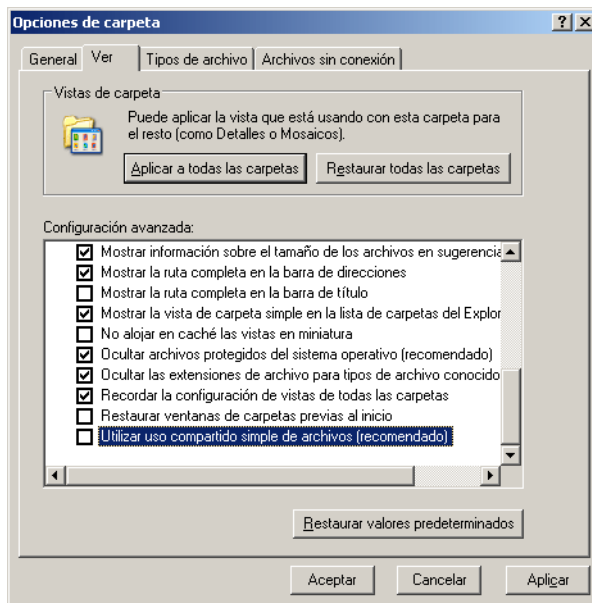 Opciones de carpeta
General Ver Tipos de archivo Archivos sin conexión
Vistas de carpeta
Puede aplicar la vista que está usando con esta carpeta para
el resto (como Detalles o Mosaicos).
Aplicar a todas las carpetas Restaurar todas las carpetas
Configuración avanzada:
Mostrar información sobre el tamaño de los archivos en sugerencia
Mostrar la ruta completa en la barra de direcciones
Mostrar la ruta completa en la barra de título
Mostrar la vista de carpeta simple en la lista de carpetas del Explor
No alojar en caché las vistas en miniatura
Ocultar archivos protegidos del sistema operativo (recomendado)
Ocultar las extensiones de archivo para tipos de archivo conocido
Recordar la configuración de vistas de todas las carpetas
Restaurar ventanas de carpetas previas al inicio
Utilizar uso compartido simple de archivos (recomendado)
Restaurar valores predeterminados
Aceptar Cancelar Aplicar